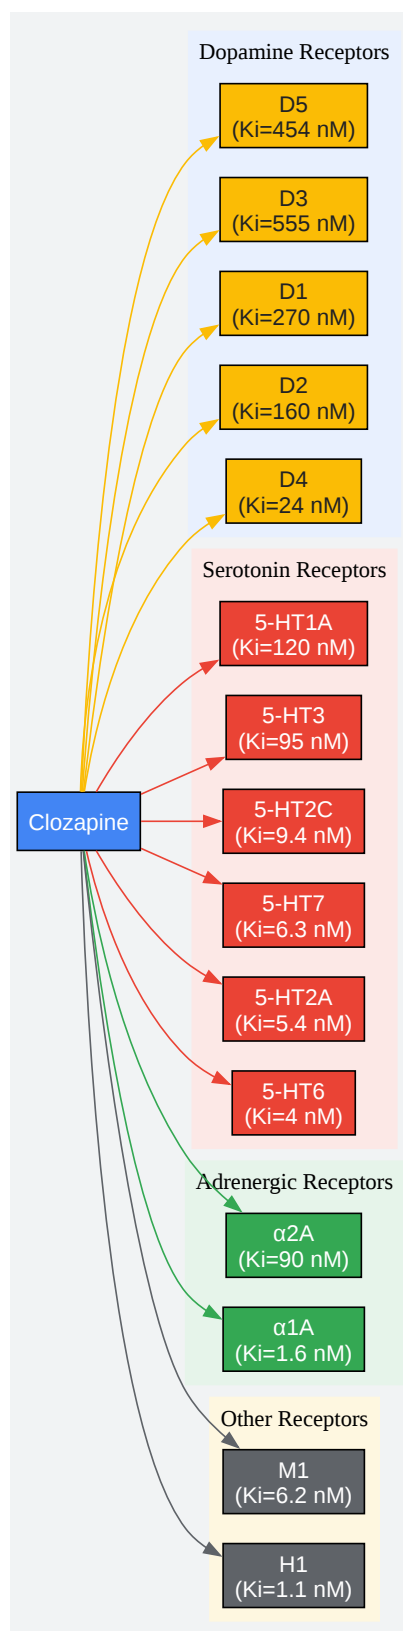 Dopamine Receptors
D5
(Ki=454 nM)
D3
(Ki=555 nM)
D1
(Ki=270 nM)
D2
(Ki=160 nM)
D4
(Ki=24 nM)
Serotonin Receptors
5-HT1A
(Ki=120 nM)
5-HT3
(Ki=95 nM)
Clozapine
5-HT2C
(Ki=9.4 nM)
5-HT7
(Ki=6.3 nM)
5-HT2A
(Ki=5.4 nM)
5-HT6
(Ki=4 nM)
Adrenergic Receptors
α2A
(Ki=90 nM)
α1A
(Ki=1.6 nM)
Other Receptors
M1
(Ki=6.2 nM)
H1
(Ki=1.1 nM)